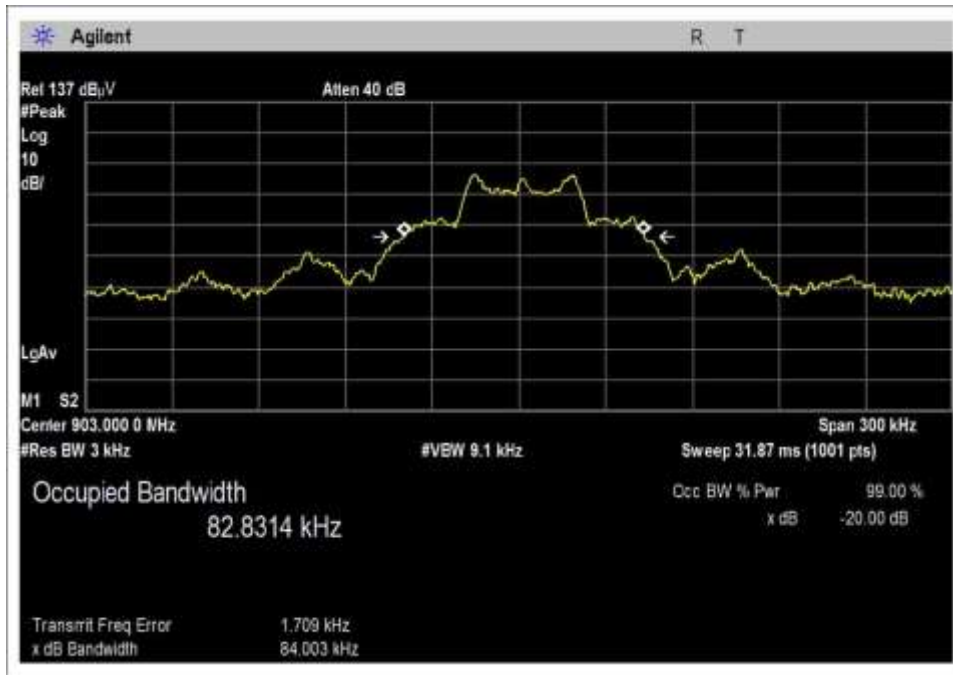 Agilent R T
Ref 137 dBµV Atten 40 dB
#Peak
Log
10
dB/
LgAv
M1 S2
Center 903.000 0 MHz Span 300 kHz
#Res BW 3 kHz #VBW 9.1 kHz Sweep 31.87 ms (1001 pts)
Occupied Bandwidth Occ BW % Pwr 99.00 %
82.8314 kHz x dB -20.00 dB
Transmit Freq Error 1.709 kHz
x dB Bandwidth 84.003 kHz